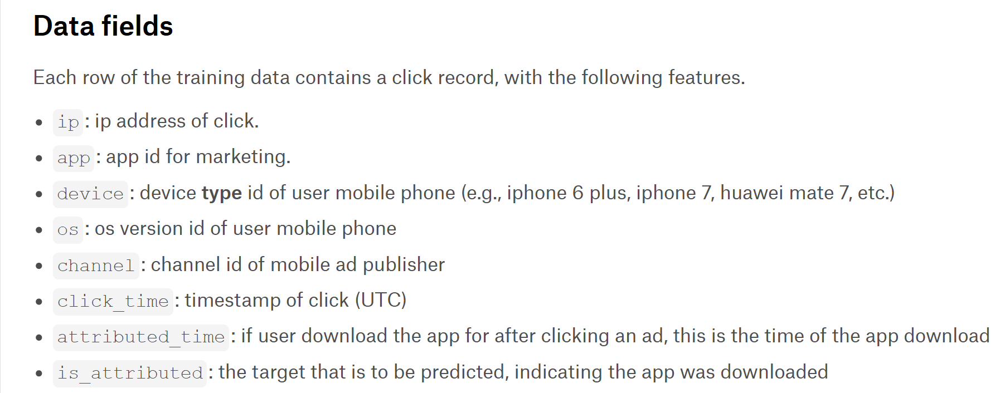 Data fields
Each row of the training data contains a click record, with the following features.
ip: ip address of click.
app: app id for marketing.
device: device type id of user mobile phone (e.g., iphone 6 plus, iphone 7, huawei mate 7, etc.)
os: os version id of user mobile phone
channel: channel id of mobile ad publisher
click_time: timestamp of click (UTC)
attributed_time: if user download the app for after clicking an ad, this is the time of the app download
is_attributed: the target that is to be predicted, indicating the app was downloaded